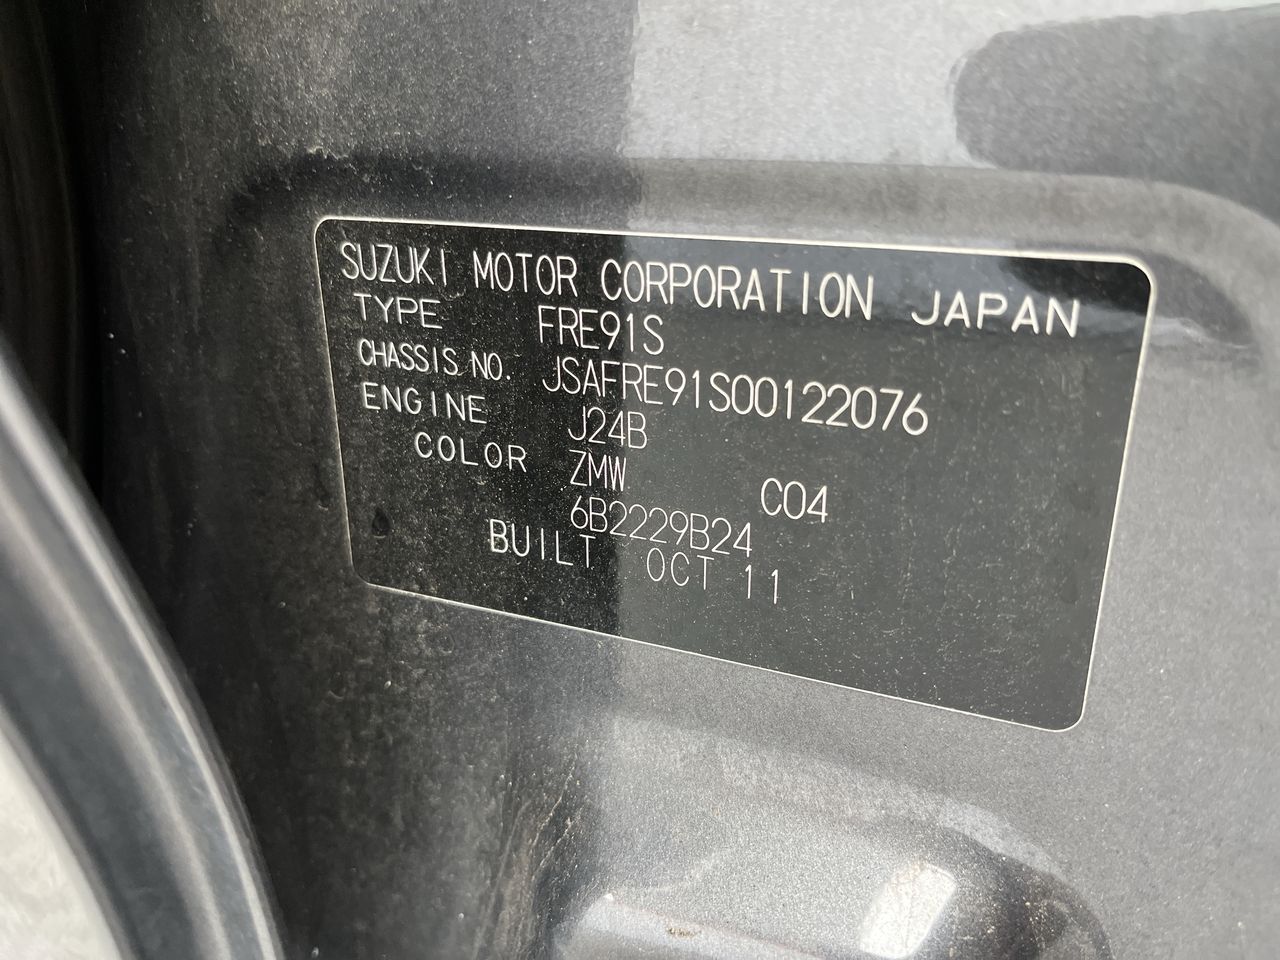 SUZUKI MOTOR CORPORATION JAPAN
TYPE FRE91S
CHASSIS NO. JSAFRE91S00122076
ENGINE J24B
COLOR ZMW C04
6B2229B24
BUILT OCT 11